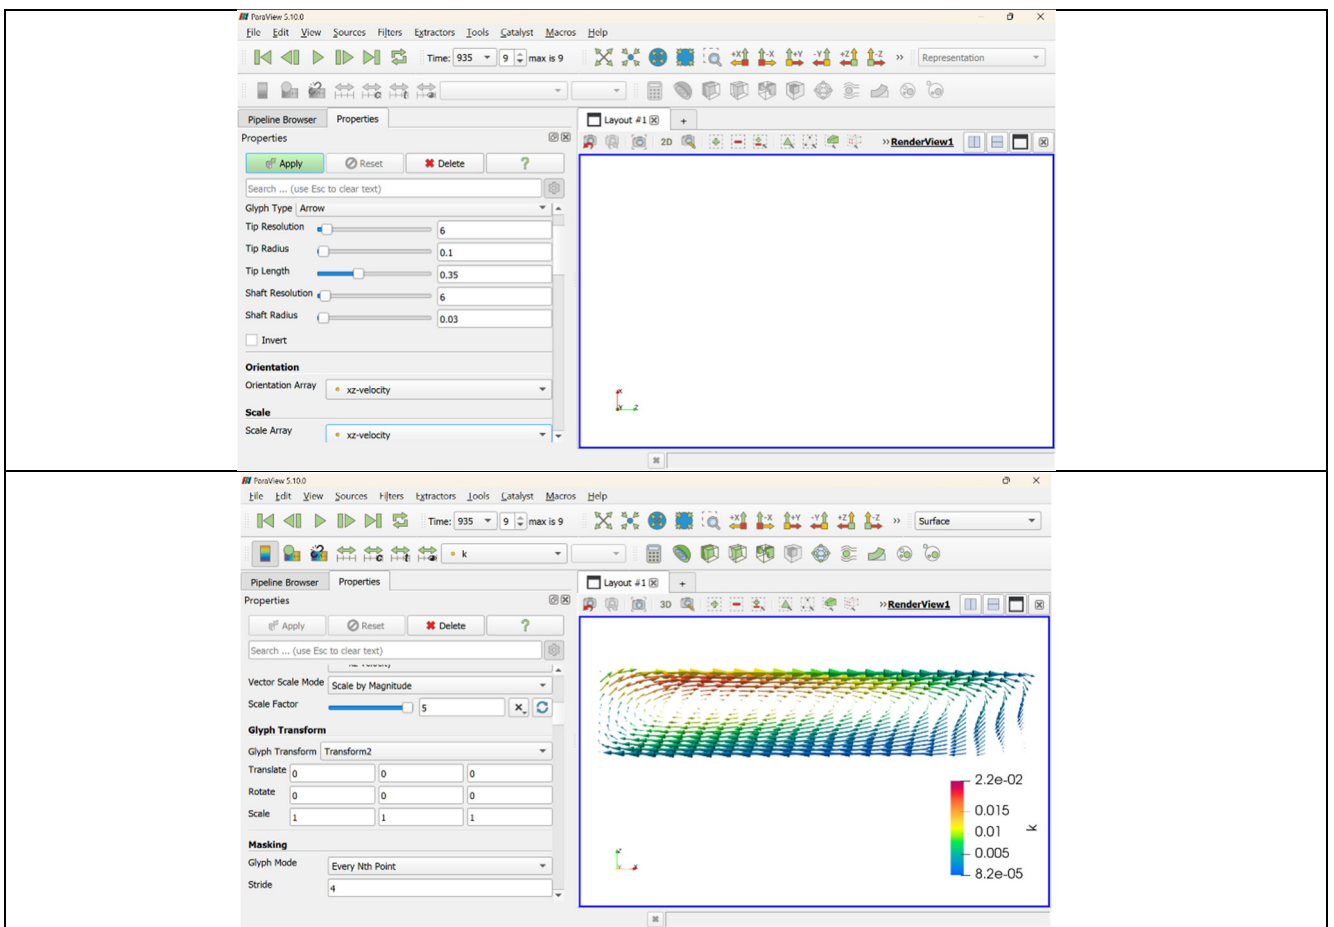 ParaView 5.10.0
File Edit View Sources Filters Extractors Tools Catalyst Macros Help
Time: 935 9 max is 9 +X -X +Y -Y +Z -Z » Representation
Pipeline Browser Properties Layout #1 +
Properties 2D » RenderView1
Apply Reset Delete ?
Search ... (use Esc to clear text)
Glyph Type Arrow
Tip Resolution 6
Tip Radius 0.1
Tip Length 0.35
Shaft Resolution 6
Shaft Radius 0.03
Invert
Orientation
Orientation Array xz-velocity
Scale
Scale Array xz-velocity
Z
ParaView 5.10.0
File Edit View Sources Filters Extractors Tools Catalyst Macros Help
Time: 935 9 max is 9 +X -X +Y -Y +Z -Z » Surface
k
Pipeline Browser Properties Layout #1 +
Properties 3D » RenderView1
Apply Reset Delete ?
Search ... (use Esc to clear text)
Vector Scale Mode Scale by Magnitude
Scale Factor 5
Glyph Transform
Glyph Transform Transform2
Translate 0 0 0
Rotate 0 0 0
Scale 1 1 1
Masking
Glyph Mode Every Nth Point
Stride 4
2.2e-02
0.015
0.01
0.005
8.2e-05
k